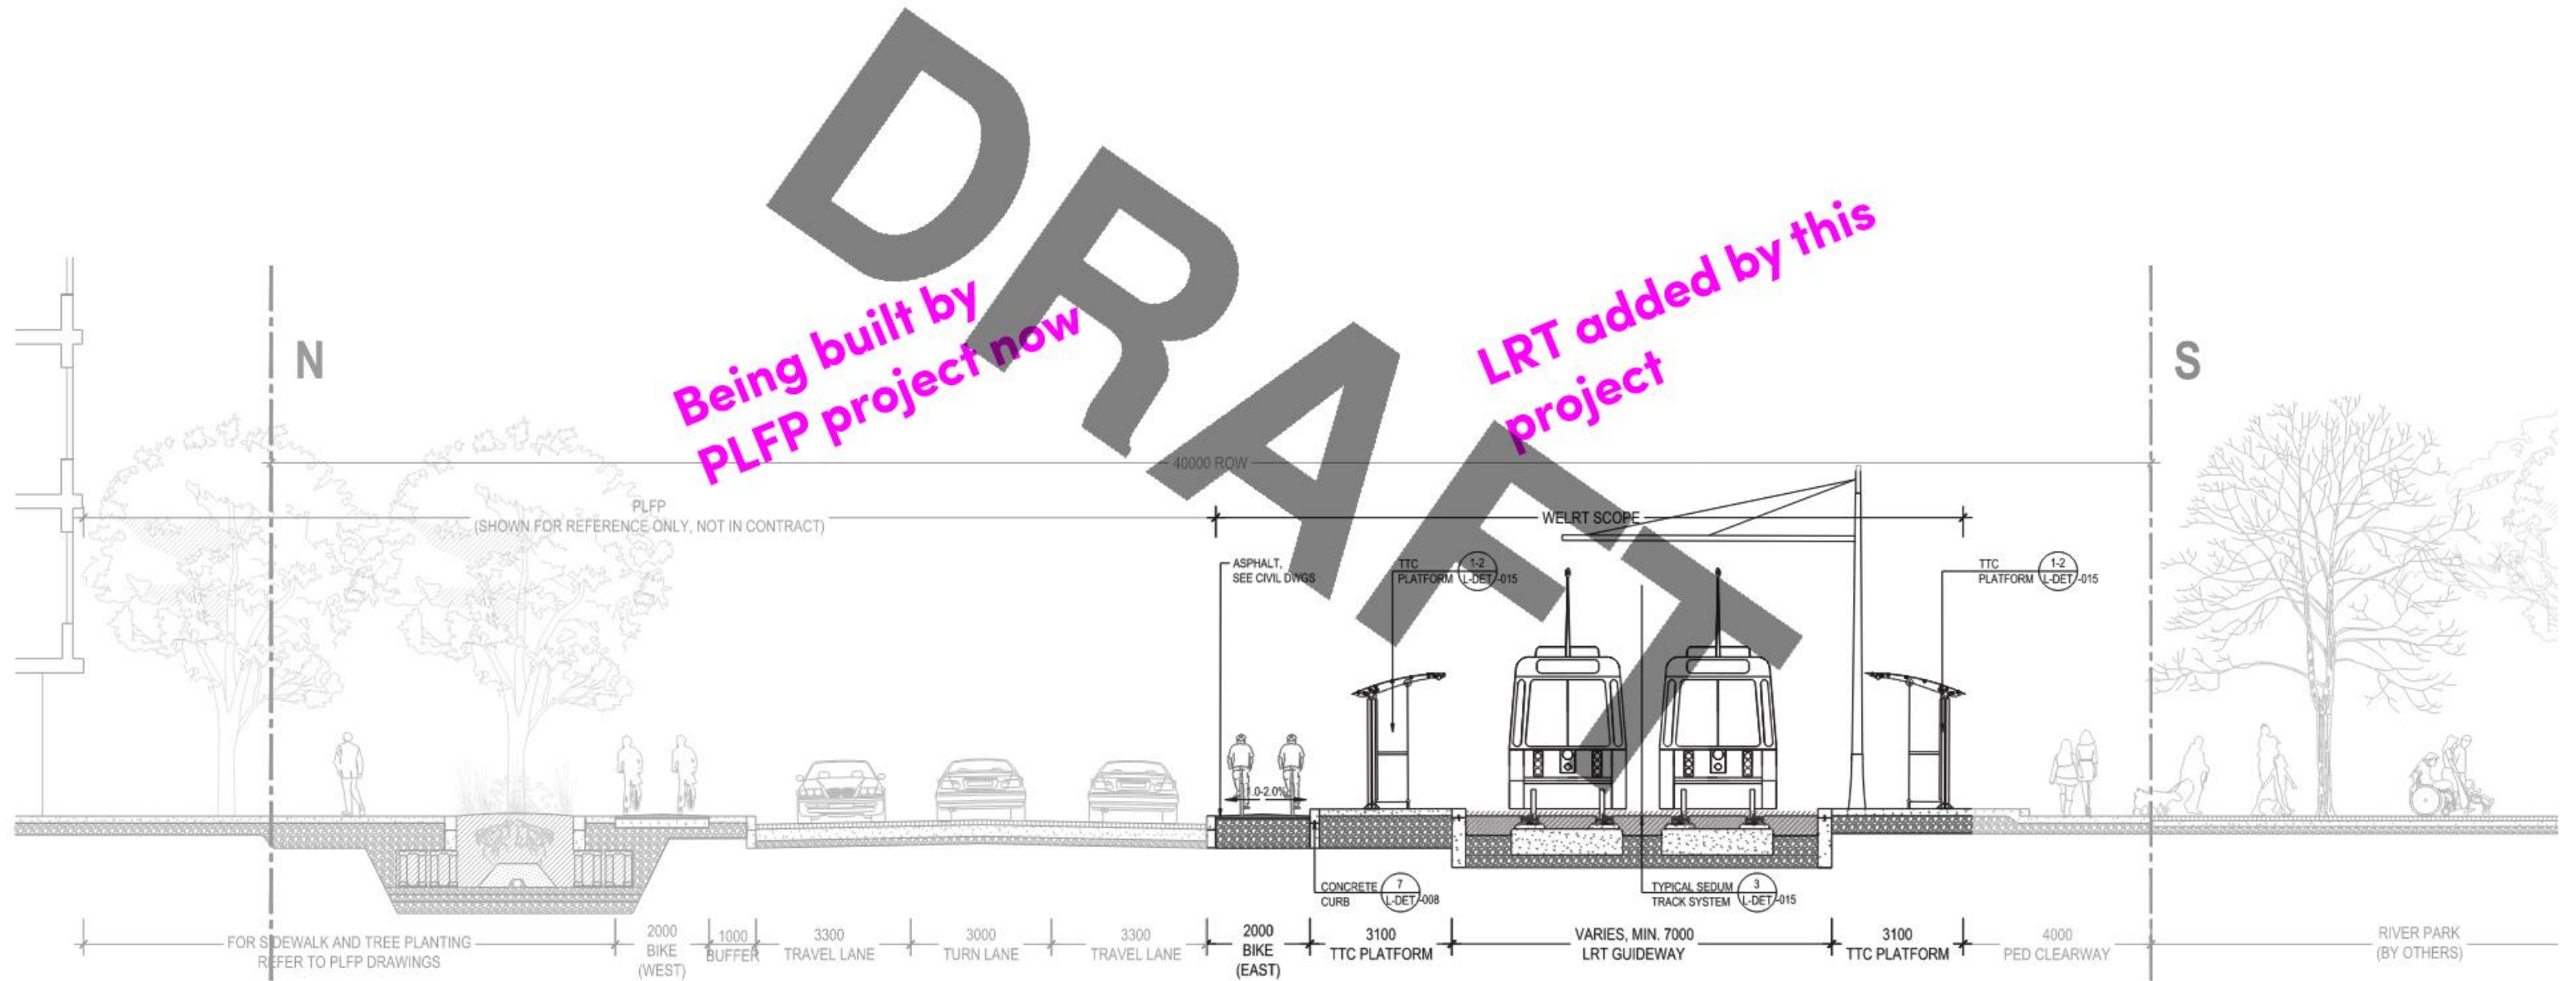 DRAFT
Being built by
PLFP project now
LRT added by this
project
N
S
40000 ROW
PLFP
(SHOWN FOR REFERENCE ONLY, NOT IN CONTRACT)
WELRT SCOPE
ASPHALT,
SEE CIVIL DWGS
TTC
PLATFORM
1-2
L-DET-015
TTC
PLATFORM
1-2
L-DET-015
1.0-2.0%
CONCRETE
CURB
7
L-DET-008
TYPICAL SEDUM
TRACK SYSTEM
3
L-DET-015
FOR SIDEWALK AND TREE PLANTING
REFER TO PLFP DRAWINGS
2000
BIKE
(WEST)
1000
BUFFER
3300
TRAVEL LANE
3000
TURN LANE
3300
TRAVEL LANE
2000
BIKE
(EAST)
3100
TTC PLATFORM
VARIES, MIN. 7000
LRT GUIDEWAY
3100
TTC PLATFORM
4000
PED CLEARWAY
RIVER PARK
(BY OTHERS)